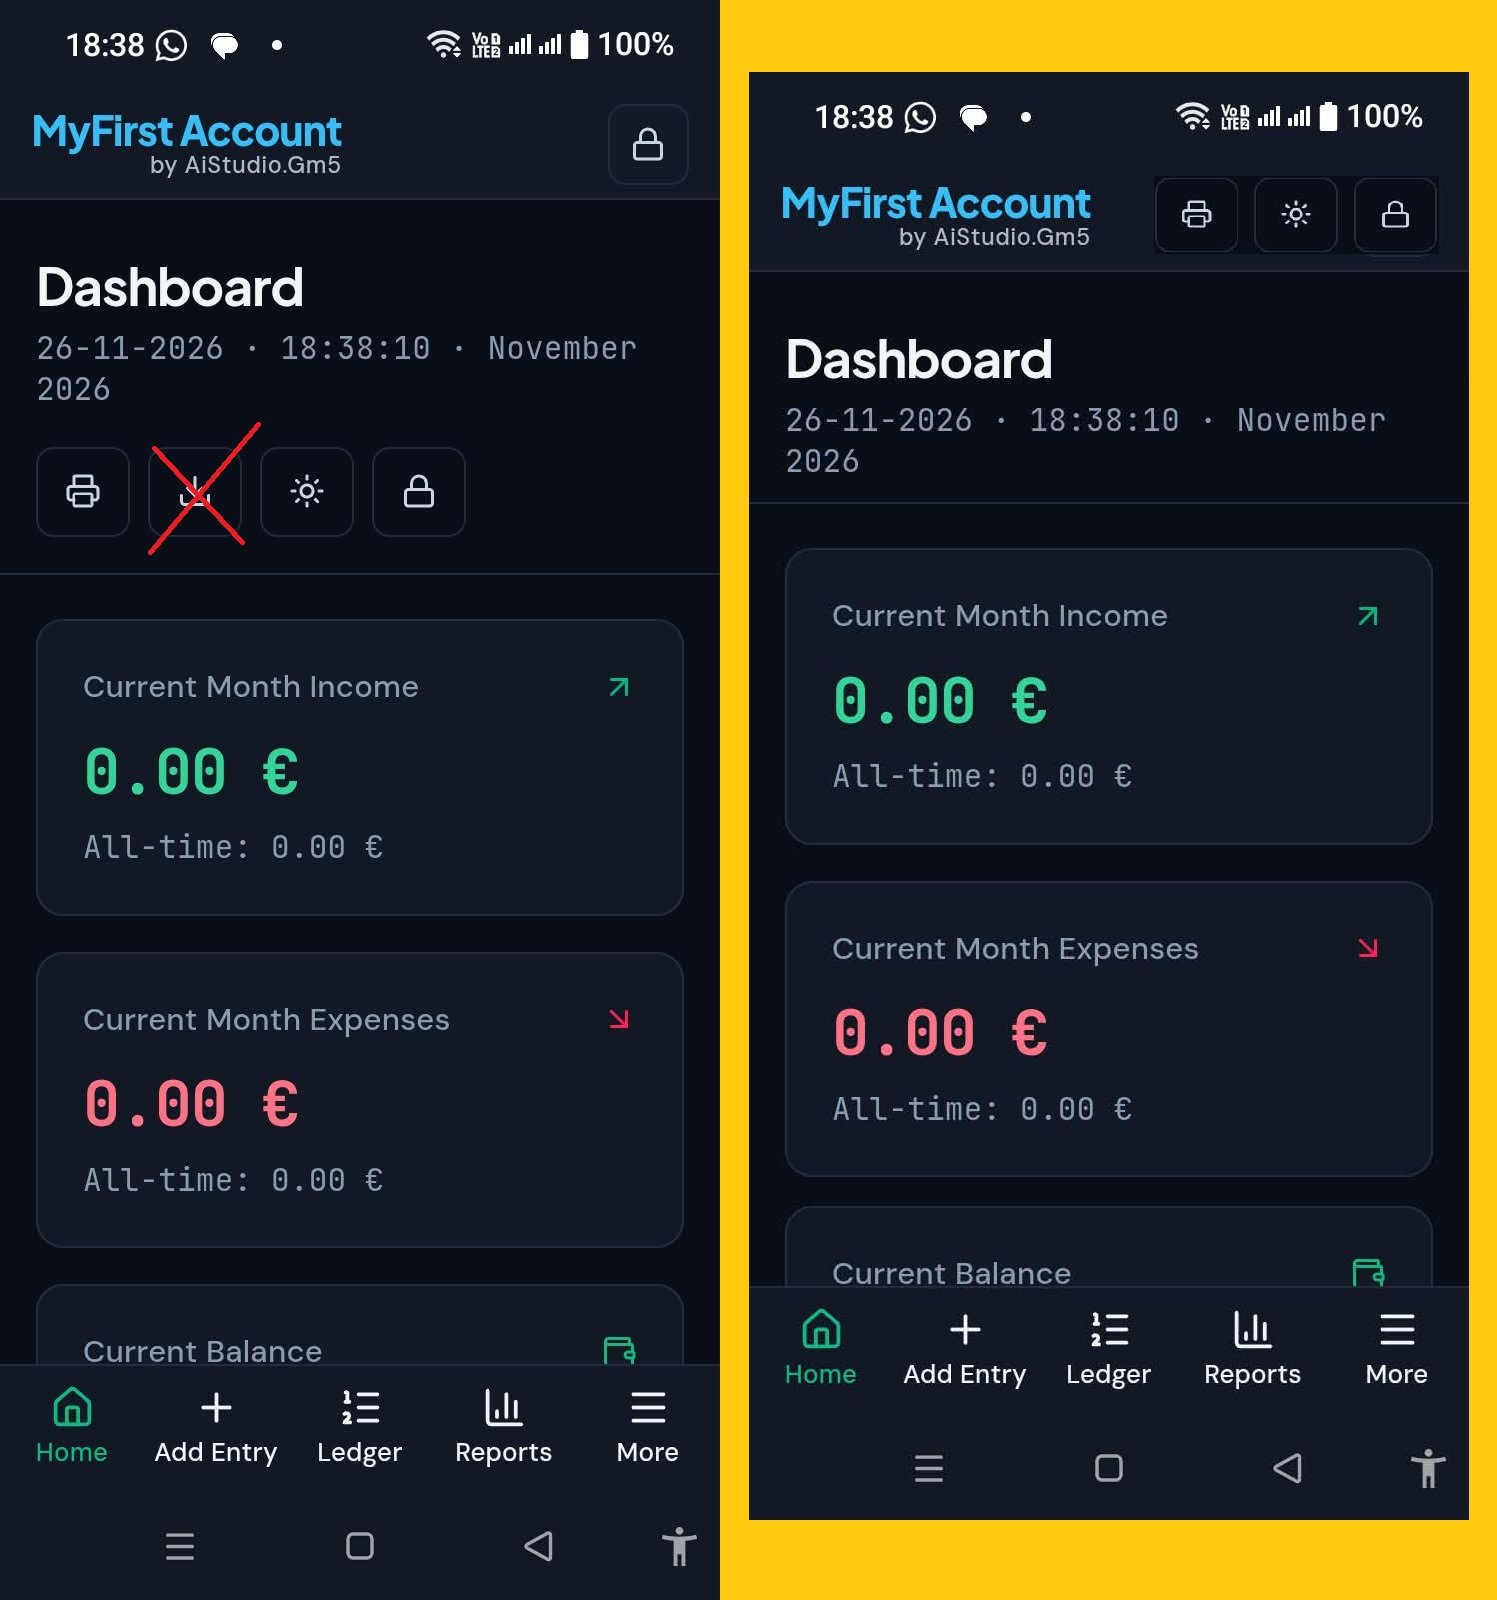 18:38
VoD LTE2 100%
MyFirst Account
by AiStudio.Gm5
Dashboard
26-11-2026 · 18:38:10 · November
2026
Current Month Income
0.00 €
All-time: 0.00 €
Current Month Expenses
0.00 €
All-time: 0.00 €
Current Balance
Home Add Entry Ledger Reports More
18:38
VoD LTE2 100%
MyFirst Account
by AiStudio.Gm5
Dashboard
26-11-2026 · 18:38:10 · November
2026
Current Month Income
0.00 €
All-time: 0.00 €
Current Month Expenses
0.00 €
All-time: 0.00 €
Current Balance
Home Add Entry Ledger Reports More